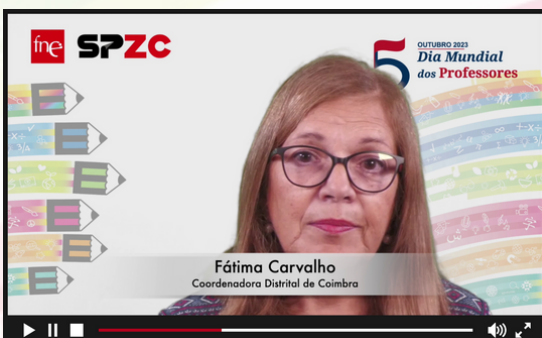 fne SPZC
5 OUTUBRO 2023
Dia Mundial
dos Professores
Fátima Carvalho
Coordenadora Distrital de Coimbra